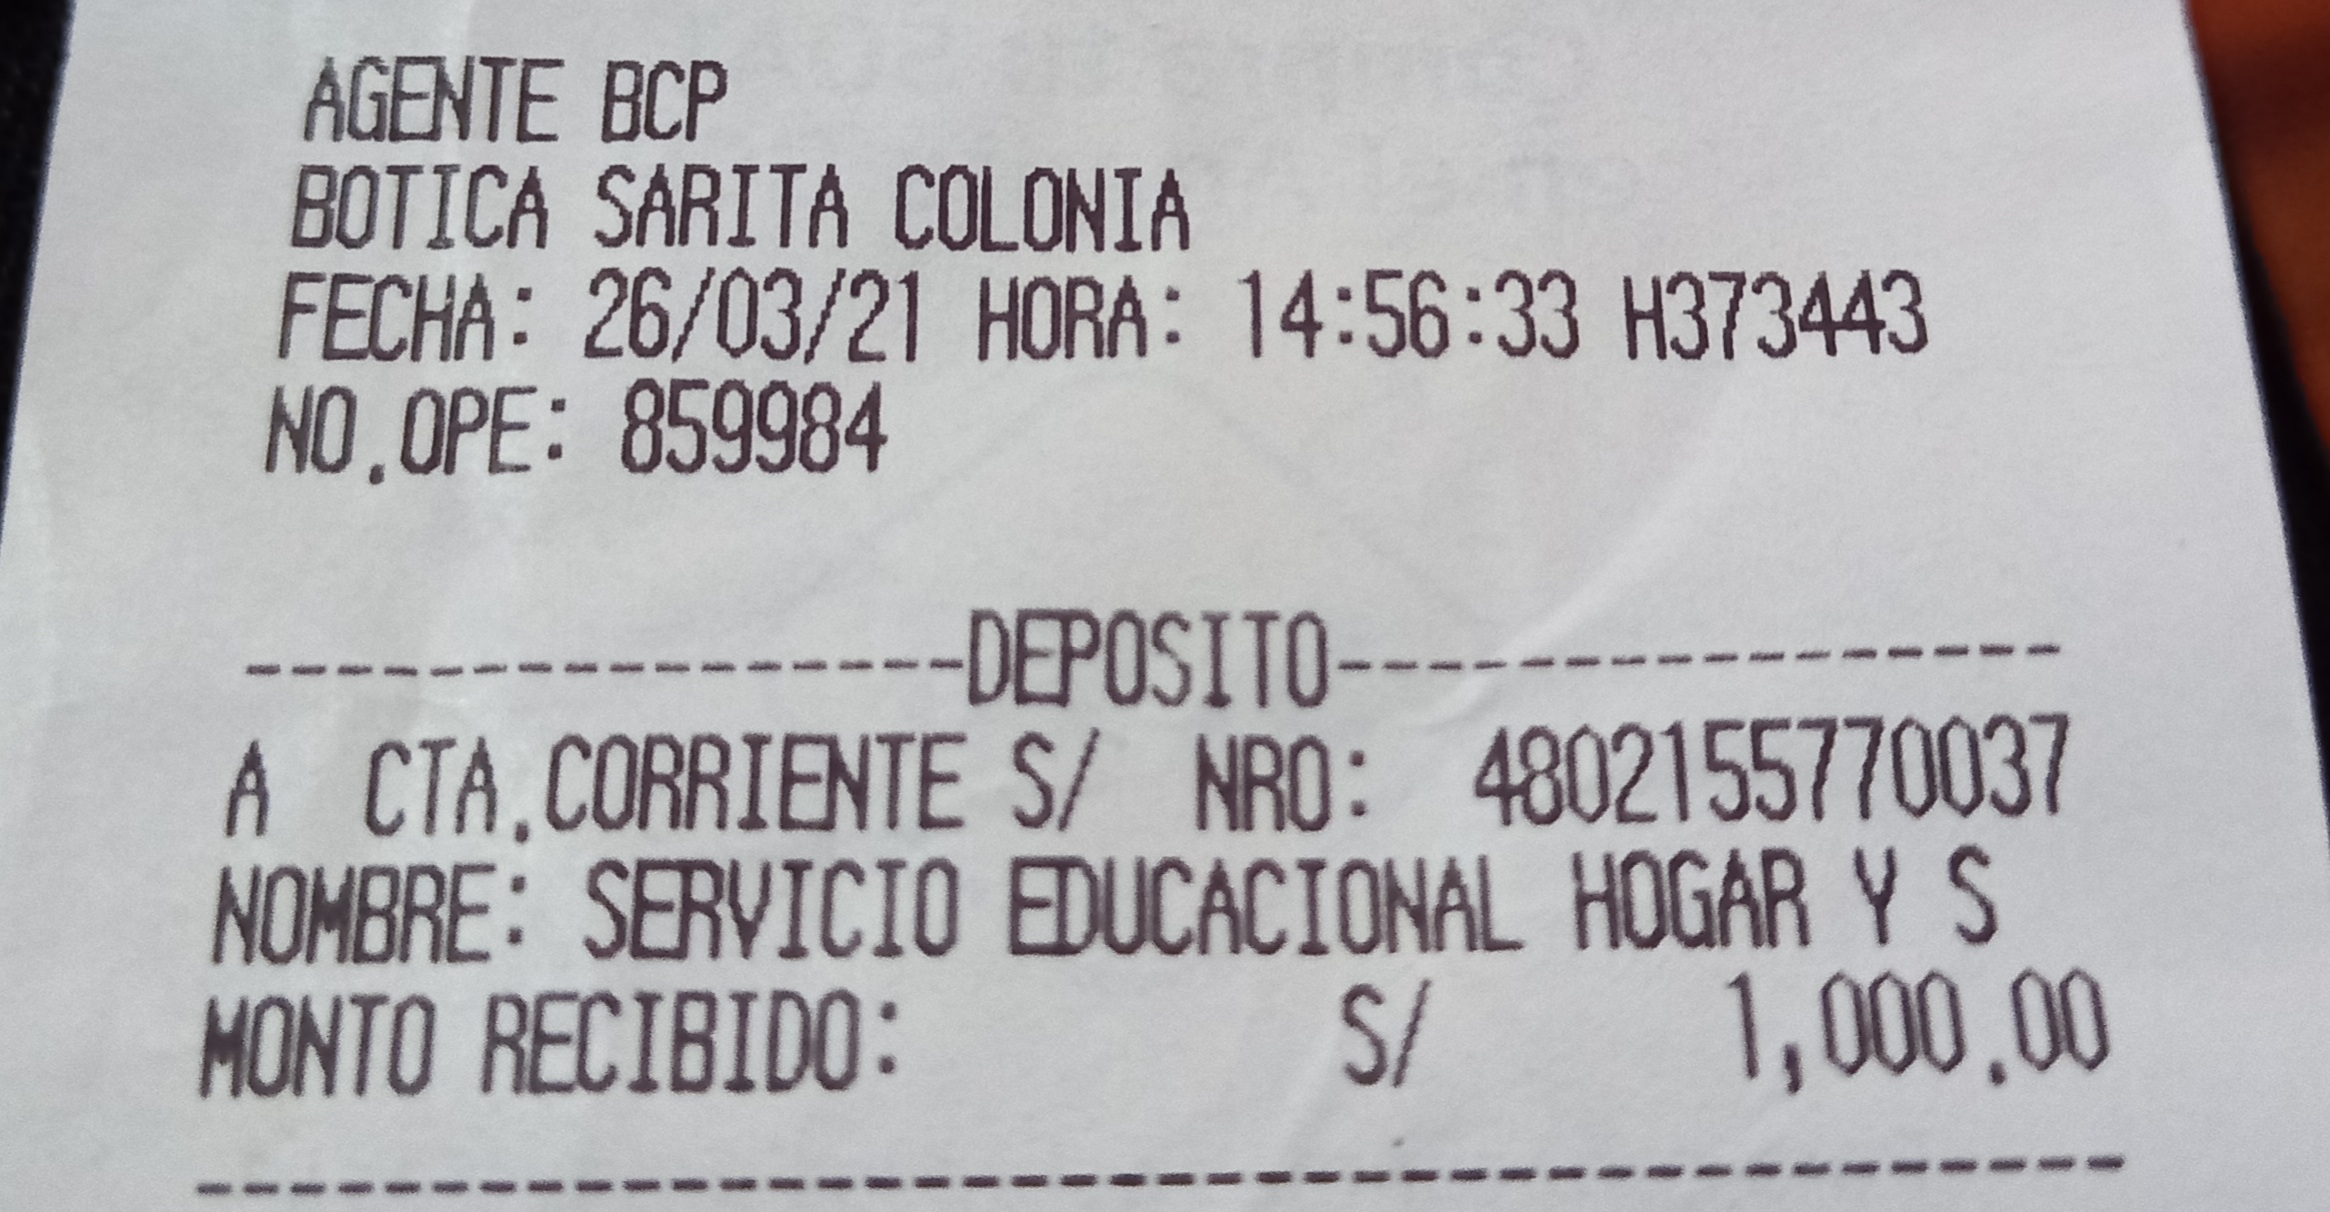 AGENTE BCP
BOTICA SARITA COLONIA
FECHA: 26/03/21 HORA: 14:56:33 H373443
NO.OPE: 859984
-----------------DEPOSITO-----------------
A CTA.CORRIENTE S/ NRO: 4802155770037
NOMBRE: SERVICIO EDUCACIONAL HOGAR Y S
MONTO RECIBIDO: S/ 1,000.00
------------------------------------------